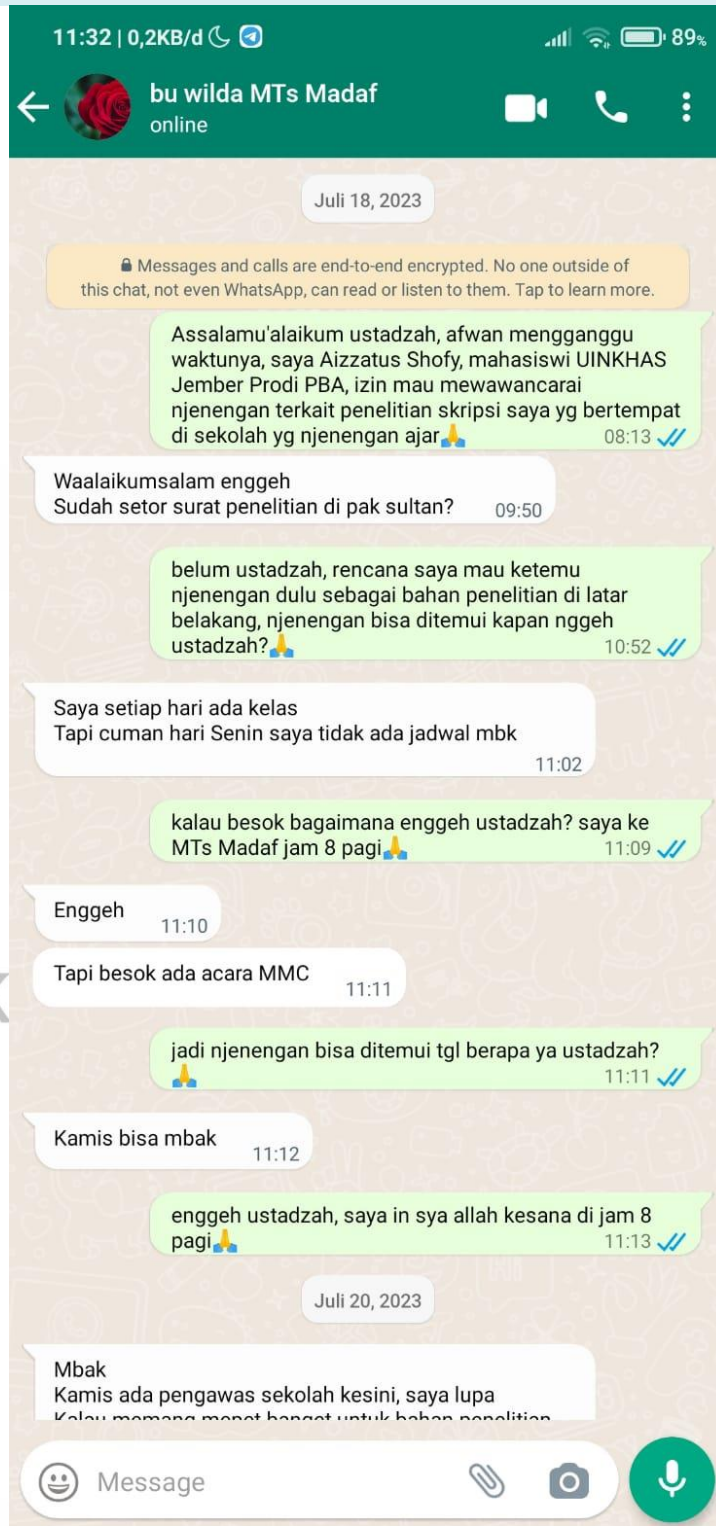 11:32 | 0,2KB/d 89%
bu wilda MTs Madaf
online
Juli 18, 2023
Messages and calls are end-to-end encrypted. No one outside of
this chat, not even WhatsApp, can read or listen to them. Tap to learn more.
Assalamu'alaikum ustadzah, afwan mengganggu
waktunya, saya Aizzatus Shofy, mahasiswi UINKHAS
Jember Prodi PBA, izin mau mewawancarai
njenengan terkait penelitian skripsi saya yg bertempat
di sekolah yg njenengan ajar🙏 08:13
Waalaikumsalam enggeh
Sudah setor surat penelitian di pak sultan? 09:50
belum ustadzah, rencana saya mau ketemu
njenengan dulu sebagai bahan penelitian di latar
belakang, njenengan bisa ditemui kapan nggeh
ustadzah?🙏 10:52
Saya setiap hari ada kelas
Tapi cuman hari Senin saya tidak ada jadwal mbk
11:02
kalau besok bagaimana enggeh ustadzah? saya ke
MTs Madaf jam 8 pagi🙏 11:09
Enggeh 11:10
Tapi besok ada acara MMC 11:11
jadi njenengan bisa ditemui tgl berapa ya ustadzah?
🙏 11:11
Kamis bisa mbak 11:12
enggeh ustadzah, saya in sya allah kesana di jam 8
pagi🙏 11:13
Juli 20, 2023
Mbak
Kamis ada pengawas sekolah kesini, saya lupa
Kalau memang mepet banget untuk bahan penelitian
Message